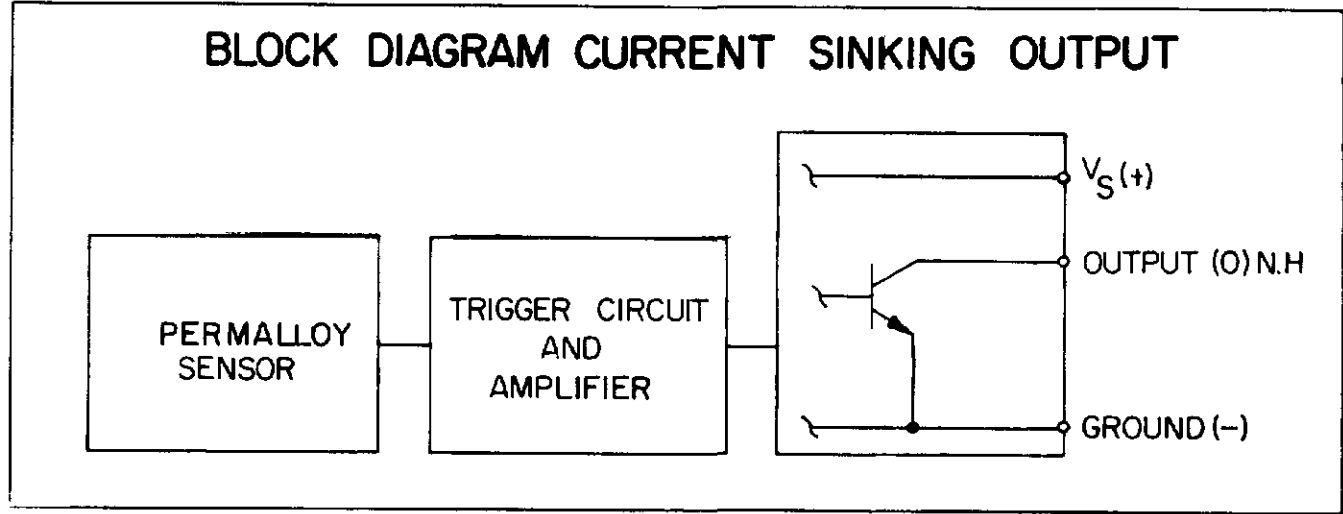 BLOCK DIAGRAM CURRENT SINKING OUTPUT
VS (+)
OUTPUT (O) N.H
PERMALLOY
SENSOR
TRIGGER CIRCUIT
AND
AMPLIFIER
GROUND (-)